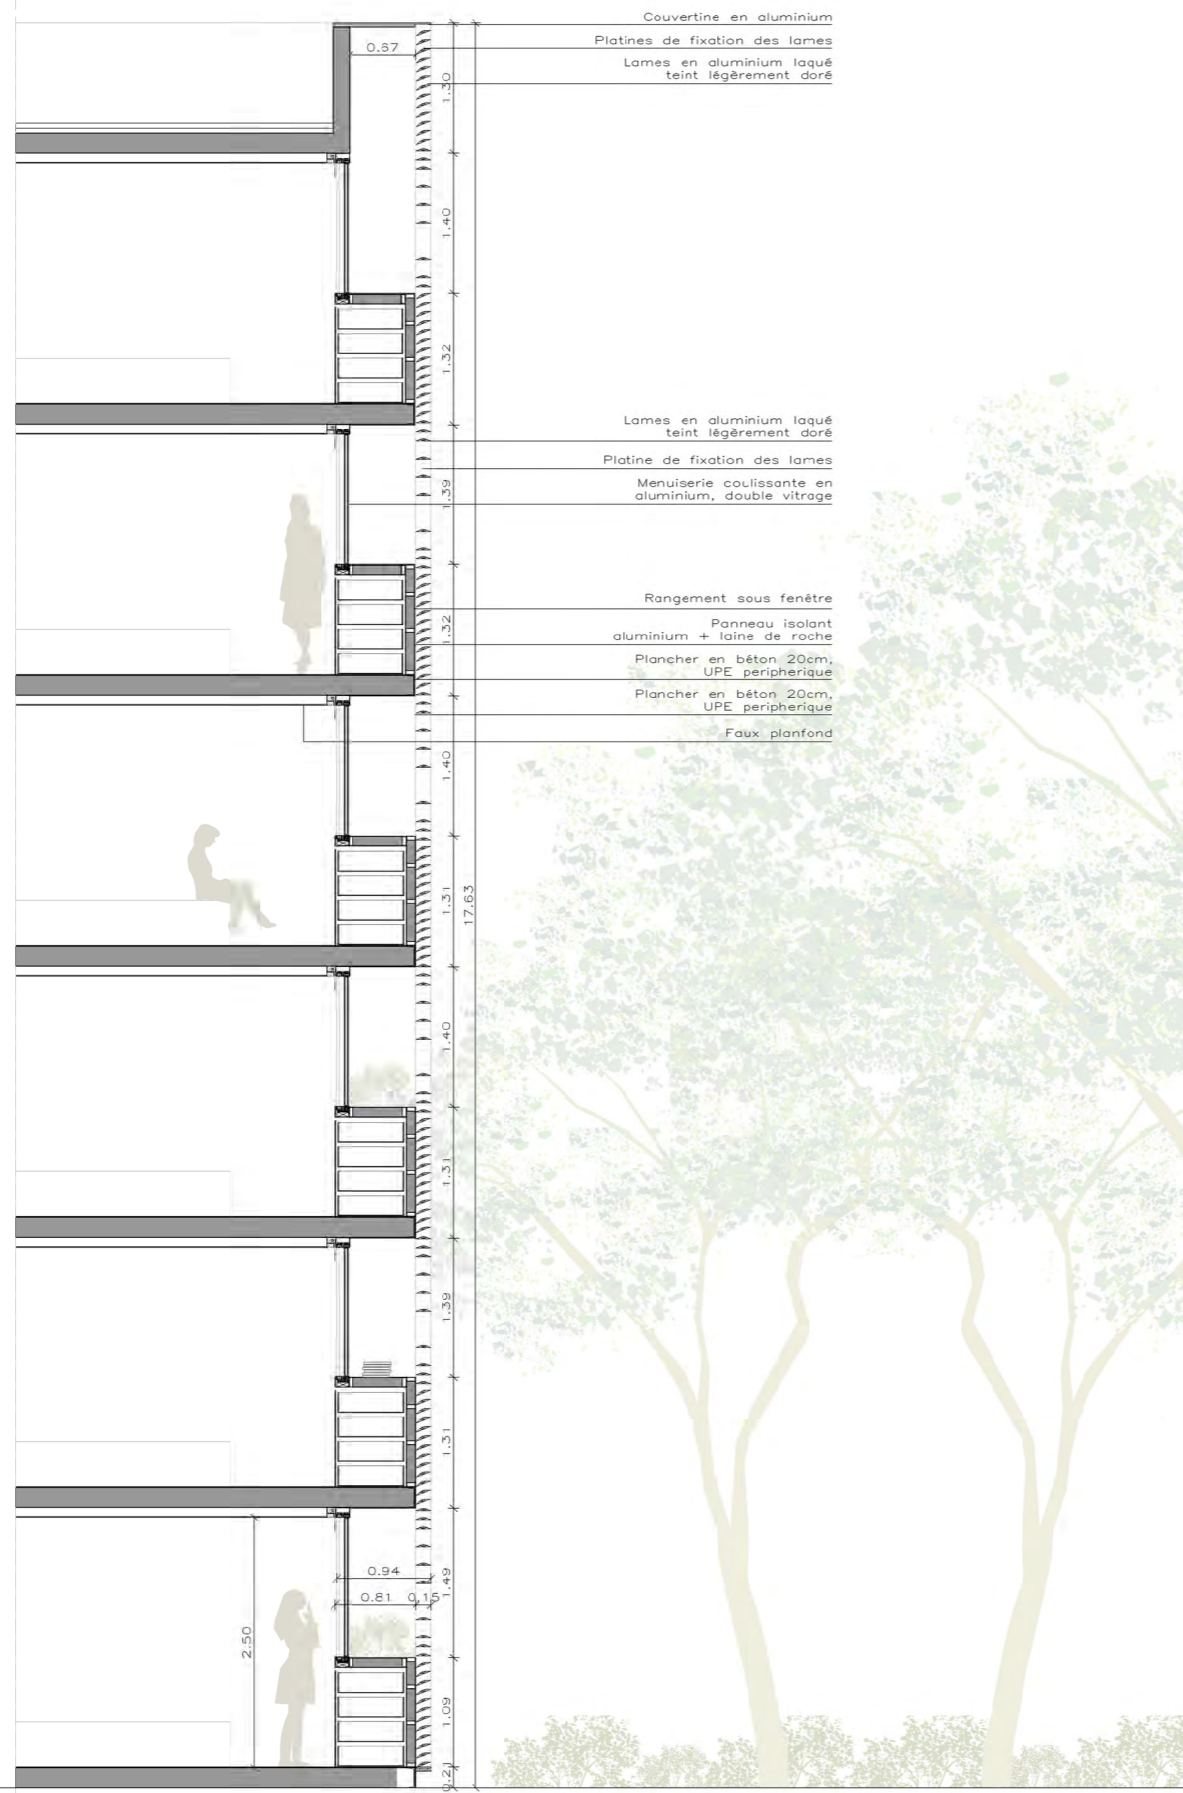 Couvertine en aluminium
Platines de fixation des lames
Lames en aluminium laqué
teint légèrement doré
0.67
1.30
1.40
1.32
Lames en aluminium laqué
teint légèrement doré
Platine de fixation des lames
Menuiserie coulissante en
aluminium, double vitrage
1.39
Rangement sous fenêtre
Panneau isolant
aluminium + laine de roche
Plancher en béton 20cm,
UPE peripherique
Plancher en béton 20cm,
UPE peripherique
Faux planfond
1.32
1.40
1.31
17.63
1.40
1.31
1.39
1.31
0.94
0.81
0.15
1.49
2.50
1.09
0.21